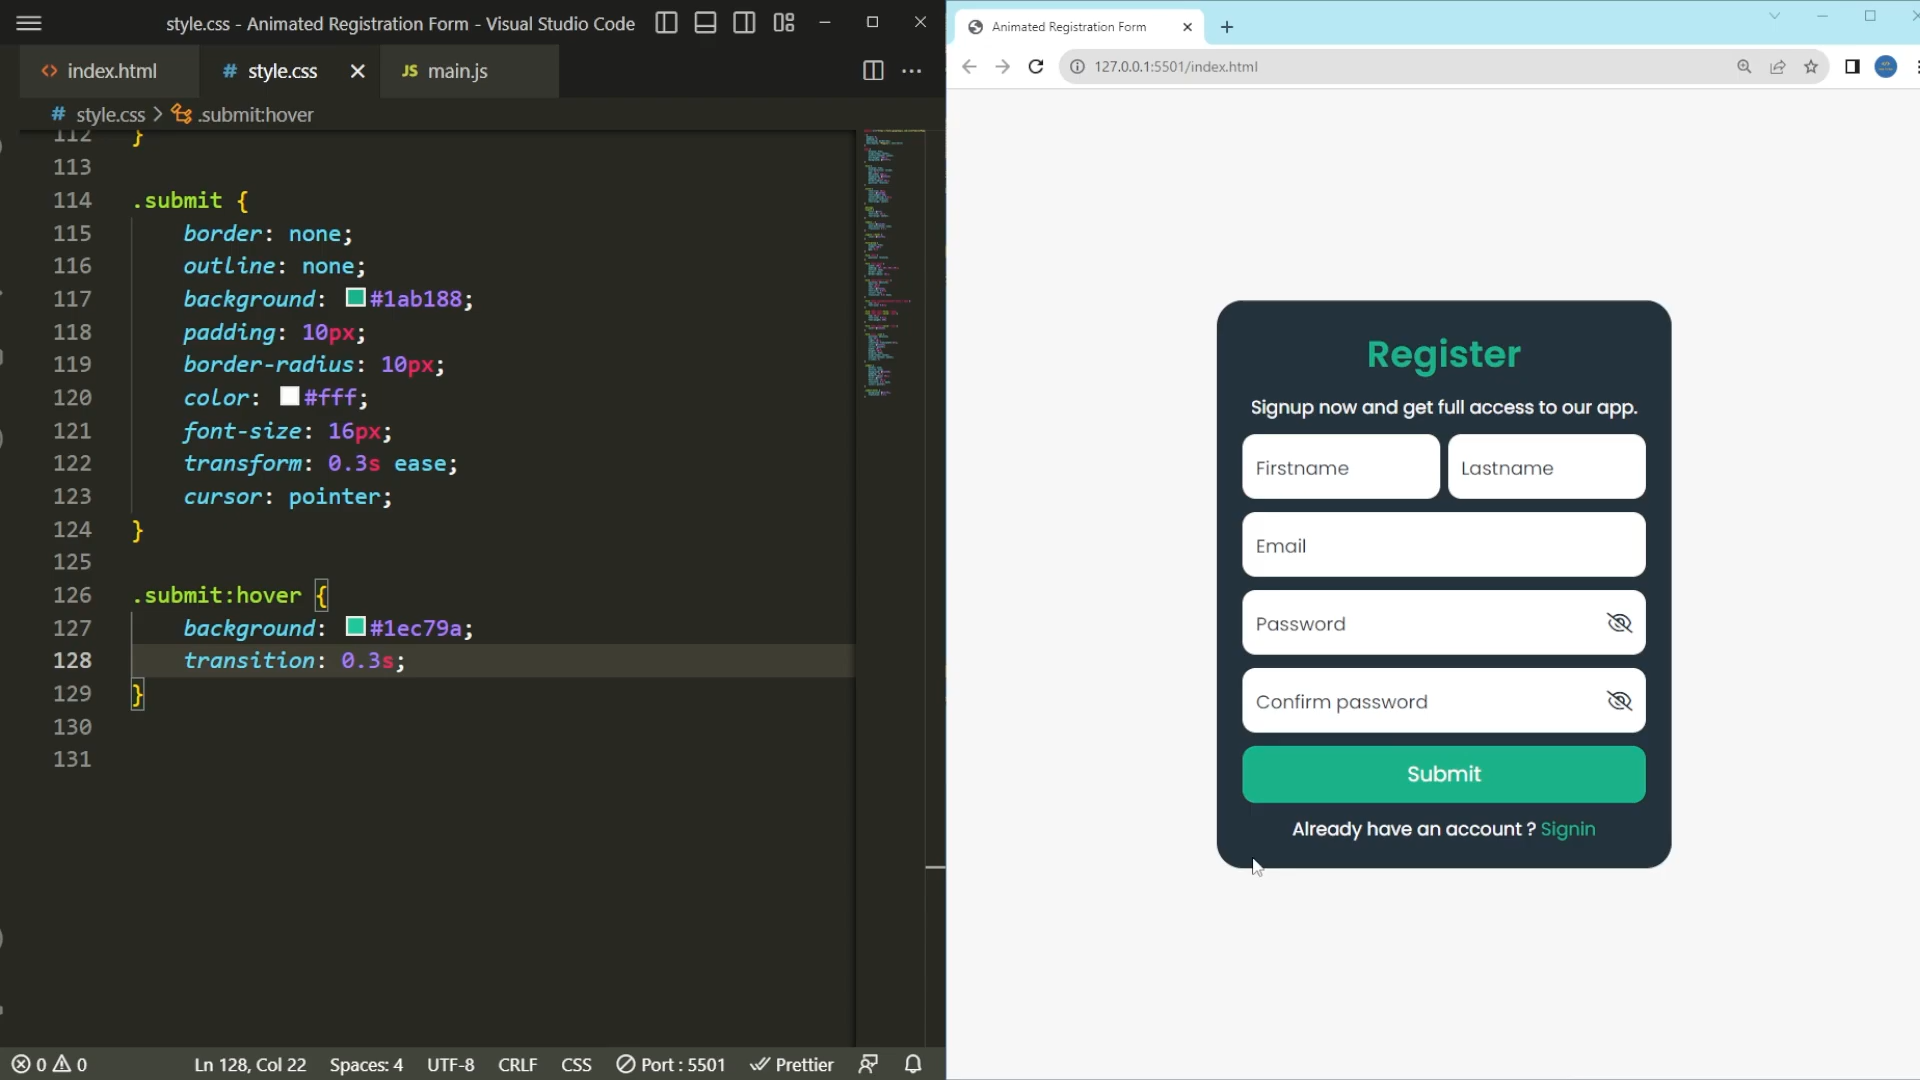 style.css - Animated Registration Form - Visual Studio Code
index.html
# style.css
JS main.js
# style.css > .submit:hover
112 }
113
114 .submit {
115 border: none;
116 outline: none;
117 background: #1ab188;
118 padding: 10px;
119 border-radius: 10px;
120 color: #fff;
121 font-size: 16px;
122 transform: 0.3s ease;
123 cursor: pointer;
124 }
125
126 .submit:hover {
127 background: #1ec79a;
128 transition: 0.3s;
129 }
130
131
0 0 Ln 128, Col 22 Spaces: 4 UTF-8 CRLF CSS Port : 5501 Prettier
Animated Registration Form
127.0.0.1:5501/index.html
Register
Signup now and get full access to our app.
Firstname Lastname
Email
Password
Confirm password
Submit
Already have an account ? Signin